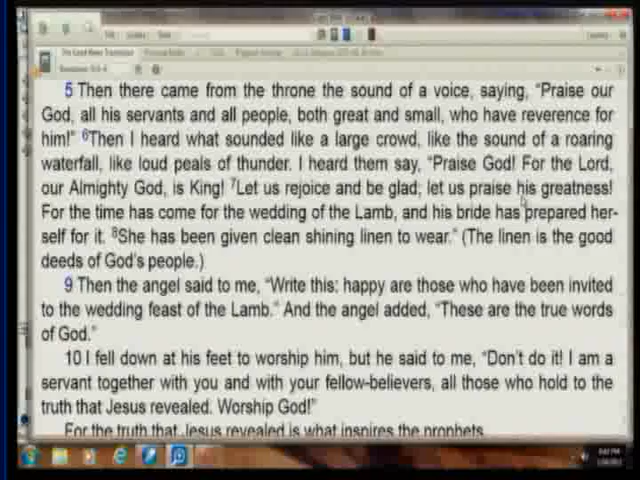 5 Then there came from the throne the sound of a voice, saying, “Praise our
God, all his servants and all people, both great and small, who have reverence for
him!” 6Then I heard what sounded like a large crowd, like the sound of a roaring
waterfall, like loud peals of thunder. I heard them say, “Praise God! For the Lord,
our Almighty God, is King! 7Let us rejoice and be glad; let us praise his greatness!
For the time has come for the wedding of the Lamb, and his bride has prepared her-
self for it. 8She has been given clean shining linen to wear.” (The linen is the good
deeds of God’s people.)
9 Then the angel said to me, “Write this: happy are those who have been invited
to the wedding feast of the Lamb.” And the angel added, “These are the true words
of God.”
10 I fell down at his feet to worship him, but he said to me, “Don’t do it! I am a
servant together with you and with your fellow-believers, all those who hold to the
truth that Jesus revealed. Worship God!”
For the truth that Jesus revealed is what inspires the prophets.